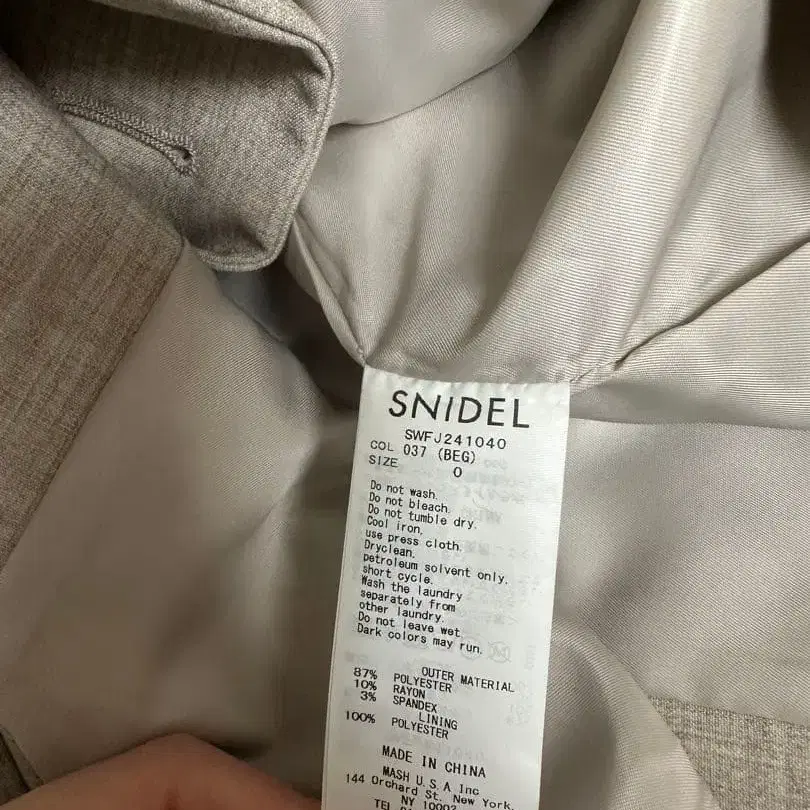 SNIDEL
SWFJ241040
COL 037 (BEG)
SIZE 0
Do not wash.
Do not bleach.
Do not tumble dry.
Cool iron.
use press cloth.
Dryclean.
petroleum solvent only.
short cycle.
Wash the laundry
separately from
other laundry.
Do not leave wet.
Dark colors may run.
OUTER MATERIAL
87% POLYESTER
10% RAYON
3% SPANDEX
LINING
100% POLYESTER
MADE IN CHINA
MASH U.S.A Inc
144 Orchard St. New York,
NY
TEL